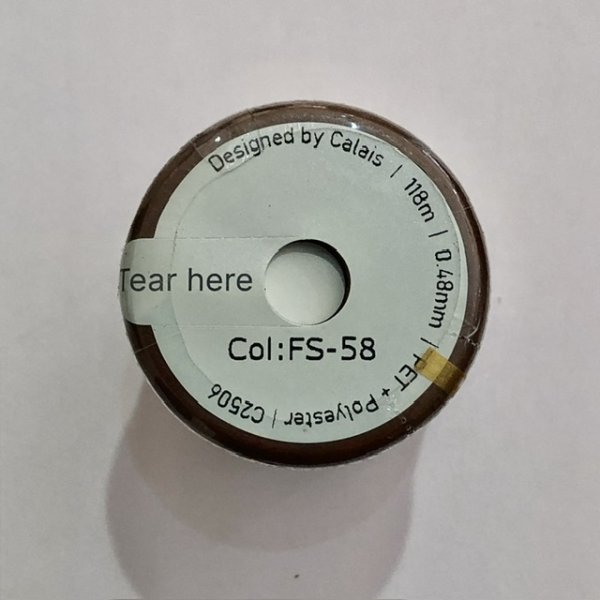 Designed by Calais | 118m | 0.48mm | PET + Polyester | C2506
Tear here
Col:FS-58